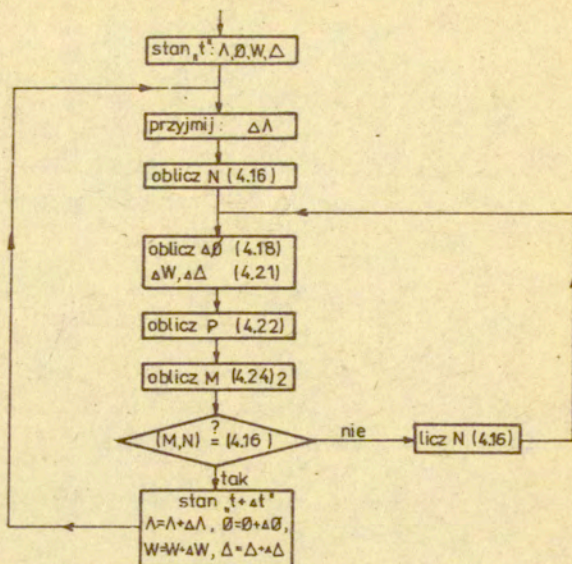 stan „t”: Λ,Ø,W,Δ
przyjmij: ΔΛ
oblicz N (4.16)
oblicz ΔØ (4.18)
ΔW,ΔΔ (4.21)
oblicz P (4.22)
oblicz M (4.24)2
?
(M,N) = (4.16)
nie
licz N (4.16)
tak
stan „t+Δt”
Λ=Λ+ΔΛ, Ø=Ø+ΔØ,
W=W+ΔW, Δ=Δ+ΔΔ